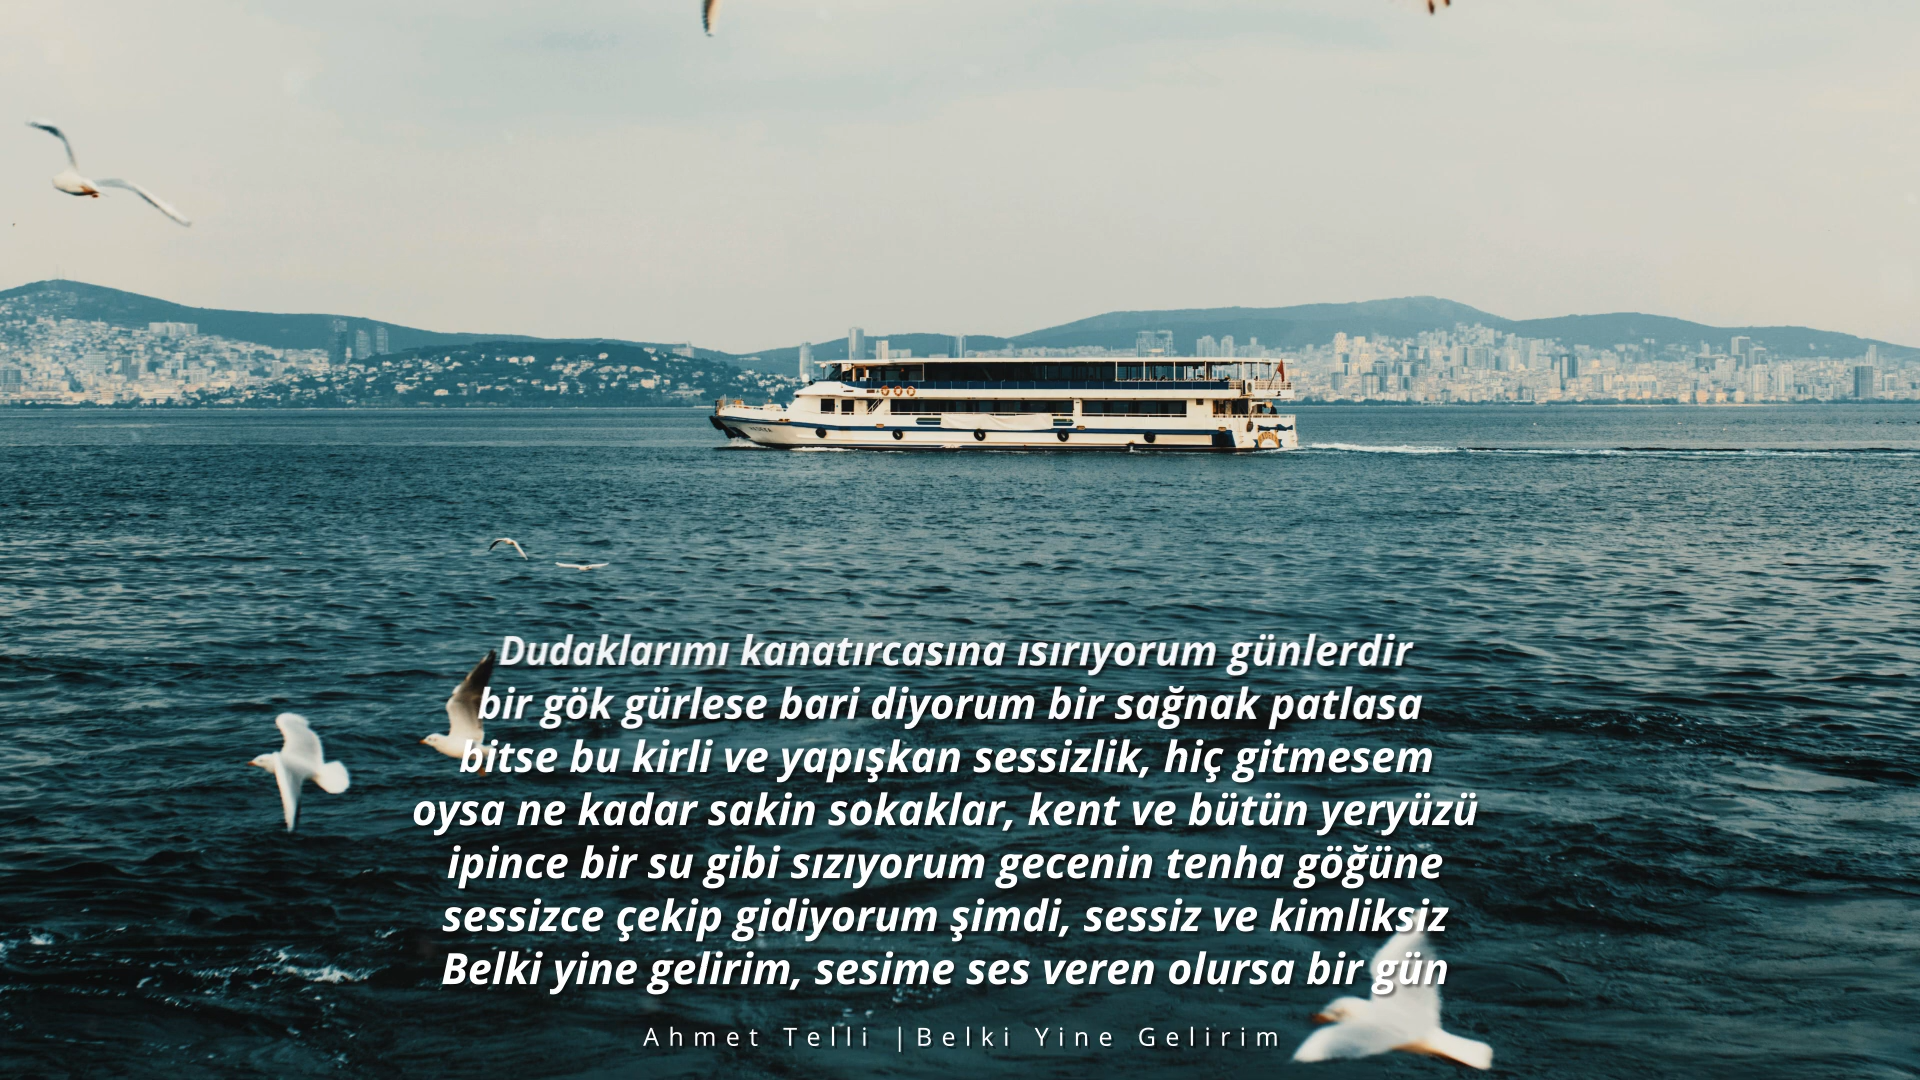 Dudaklarımı kanatırcasına ısırıyorum günlerdir
bir gök gürlese bari diyorum bir sağnak patlasa
bitse bu kirli ve yapışkan sessizlik, hiç gitmesem
oysa ne kadar sakin sokaklar, kent ve bütün yeryüzü
ipince bir su gibi sızıyorum gecenin tenha göğüne
sessizce çekip gidiyorum şimdi, sessiz ve kimliksiz
Belki yine gelirim, sesime ses veren olursa bir gün
Ahmet Telli |Belki Yine Gelirim